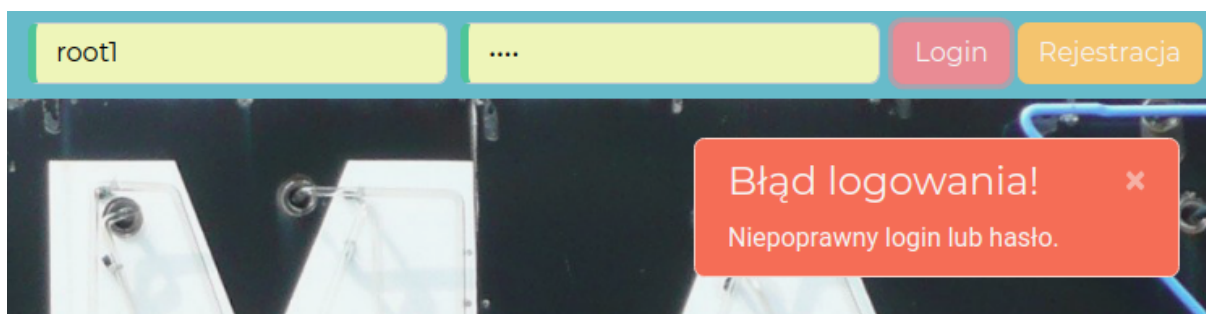 root1
••••
Login
Rejestracja
Błąd logowania!
×
Niepoprawny login lub hasło.